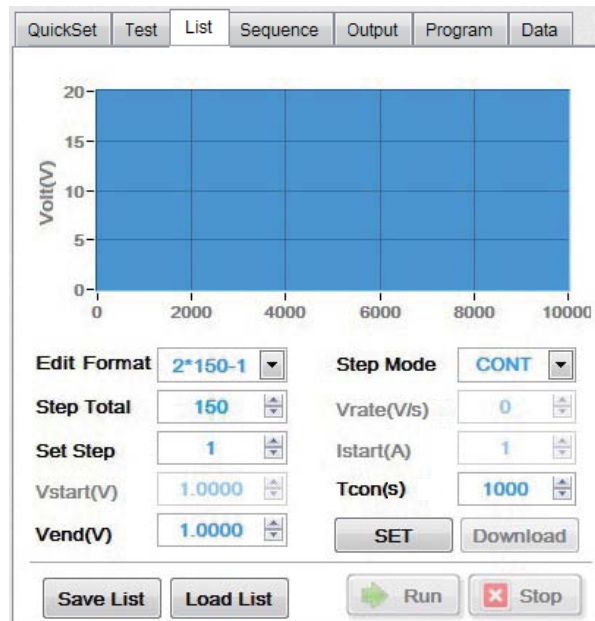 QuickSet Test List Sequence Output Program Data
20
15
10
5
0
Volt(V)
0 2000 4000 6000 8000 10000
Edit Format 2*150-1 Step Mode CONT
Step Total 150 Vrate(V/s) 0
Set Step 1 Istart(A) 1
Vstart(V) 1.0000 Tcon(s) 1000
Vend(V) 1.0000 SET Download
Save List Load List Run Stop